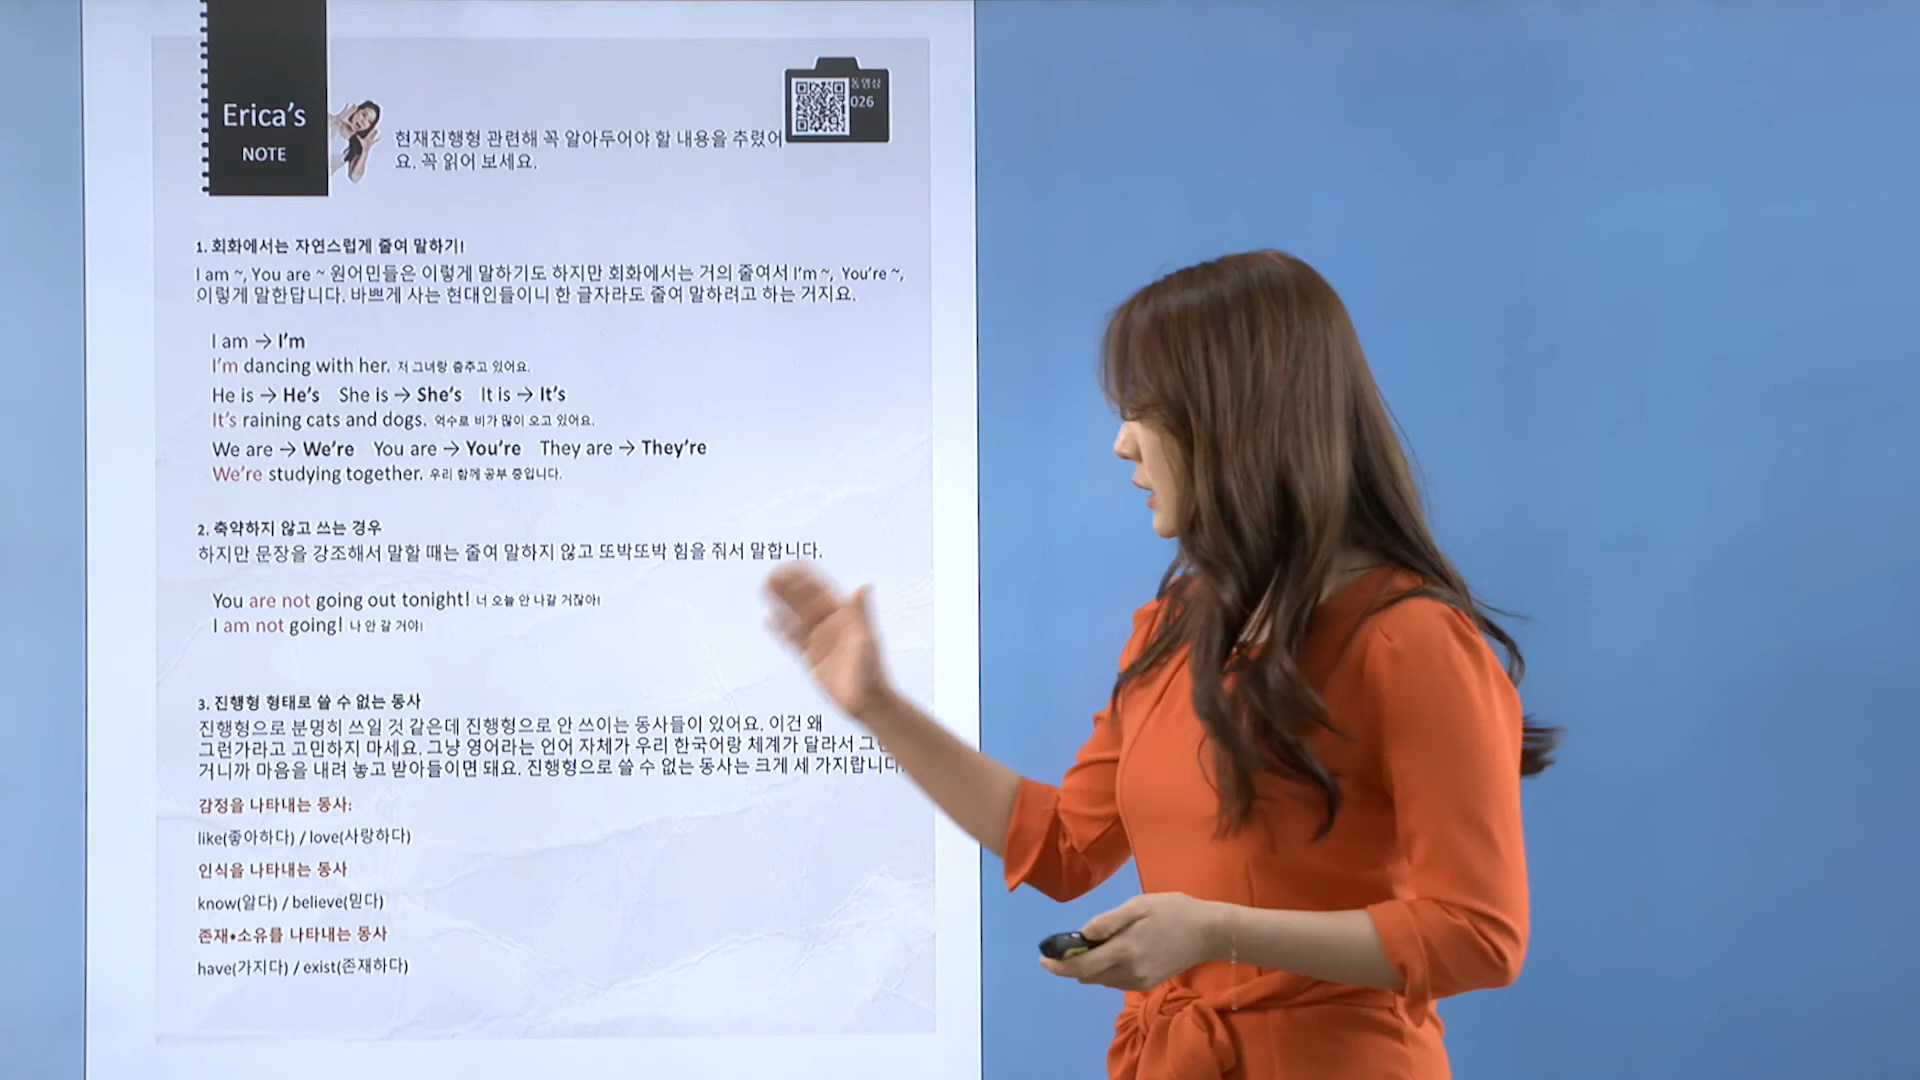 Erica's
NOTE
동영상
026
현재진행형 관련해 꼭 알아두어야 할 내용을 추렸어
요. 꼭 읽어 보세요.
1. 회화에서는 자연스럽게 줄여 말하기!
I am ~, You are ~ 원어민들은 이렇게 말하기도 하지만 회화에서는 거의 줄여서 I'm ~, You're ~,
이렇게 말한답니다. 바쁘게 사는 현대인들이니 한 글자라도 줄여 말하려고 하는 거지요.
I am → I'm
I'm dancing with her. 저 그녀랑 춤추고 있어요.
He is → He's She is → She's It is → It's
It's raining cats and dogs. 억수로 비가 많이 오고 있어요.
We are → We're You are → You're They are → They're
We're studying together. 우리 함께 공부 중입니다.
2. 축약하지 않고 쓰는 경우
하지만 문장을 강조해서 말할 때는 줄여 말하지 않고 또박또박 힘을 줘서 말합니다.
You are not going out tonight! 너 오늘 안 나갈 거잖아!
I am not going! 나 안 갈 거야!
3. 진행형 형태로 쓸 수 없는 동사
진행형으로 분명히 쓰일 것 같은데 진행형으로 안 쓰이는 동사들이 있어요. 이건 왜
그런가라고 고민하지 마세요. 그냥 영어라는 언어 자체가 우리 한국어랑 체계가 달라서
거니까 마음을 내려 놓고 받아들이면 돼요. 진행형으로 쓸 수 없는 동사는 크게 세 가지랍니다.
감정을 나타내는 동사:
like(좋아하다) / love(사랑하다)
인식을 나타내는 동사
know(알다) / believe(믿다)
존재•소유를 나타내는 동사
have(가지다) / exist(존재하다)